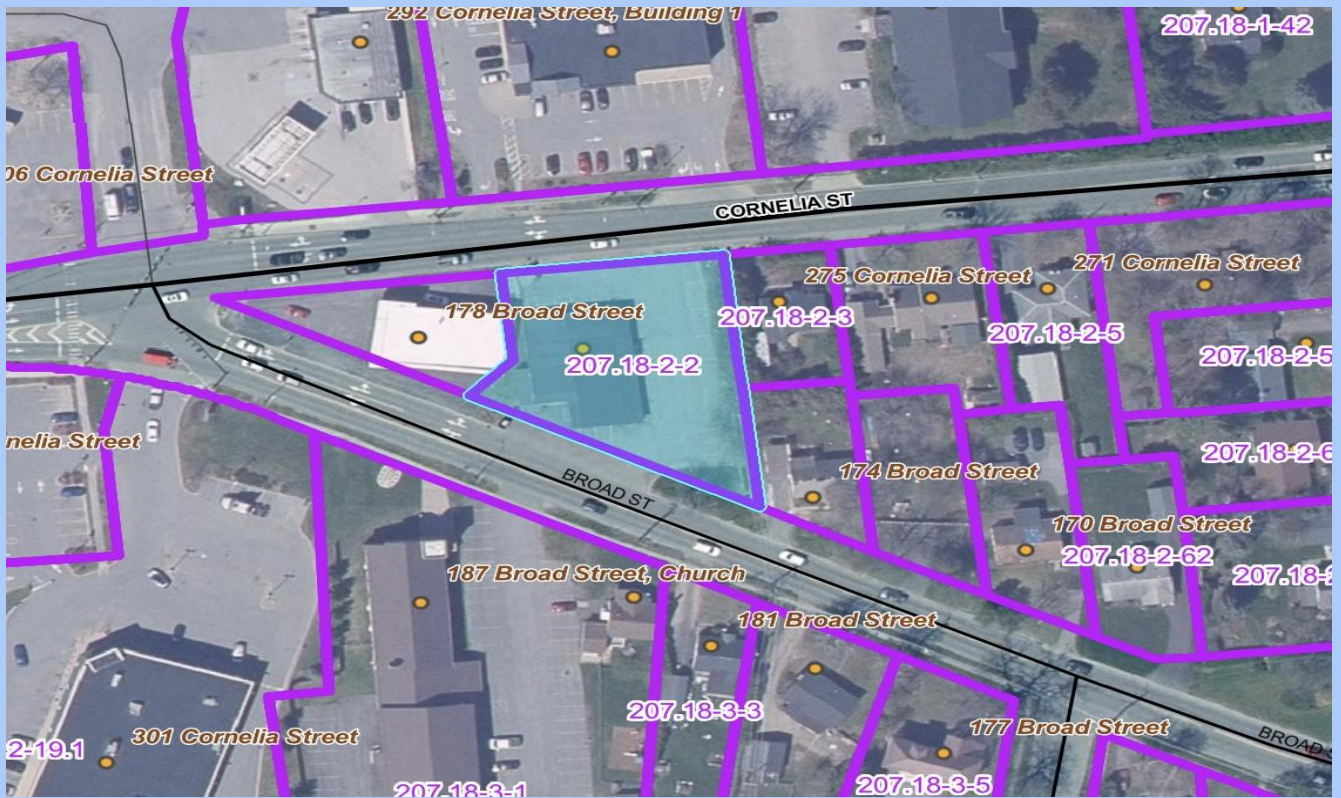 292 Cornelia Street, Building 1
207.18-1-42
06 Cornelia Street
CORNELIA ST
275 Cornelia Street
271 Cornelia Street
178 Broad Street
207.18-2-3
207.18-2-5
207.18-2-5
207.18-2-2
rnelia Street
207.18-2-6
174 Broad Street
BROAD ST
170 Broad Street
207.18-2-62
187 Broad Street, Church
207.18-
181 Broad Street
207.18-3-3
177 Broad Street
2-19.1
301 Cornelia Street
BROAD S
207.18-3-1
207.18-3-5